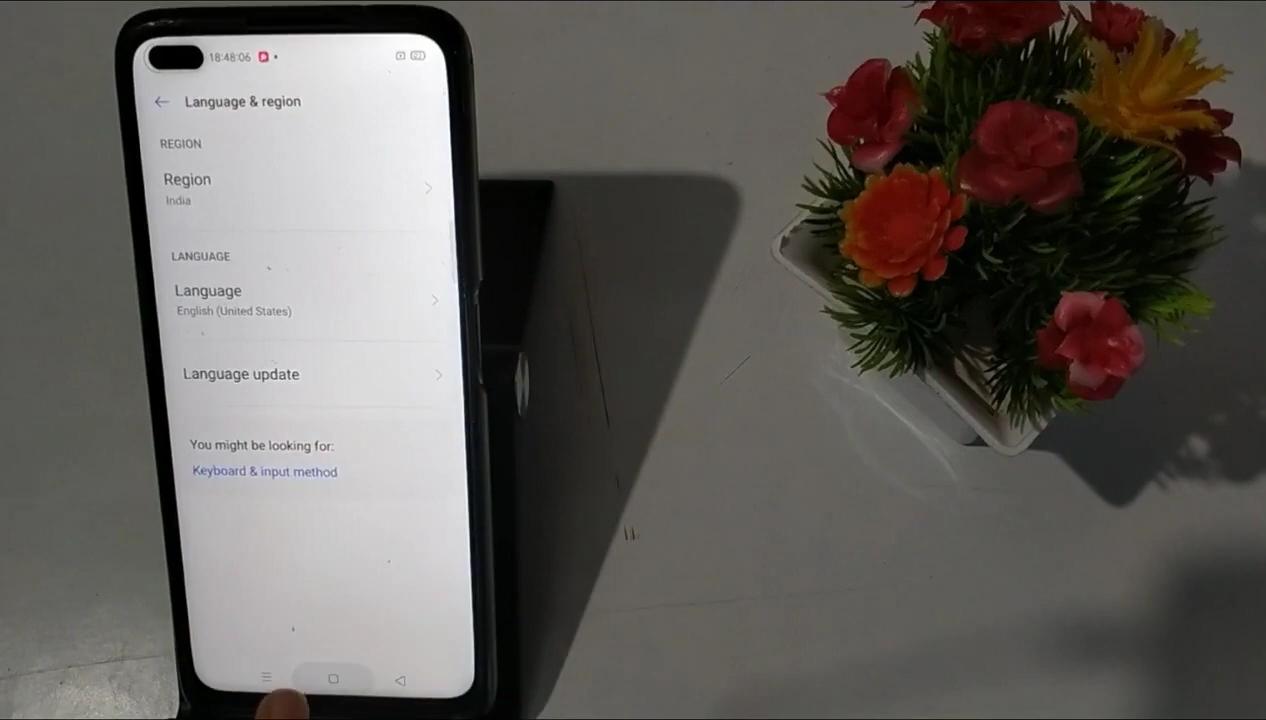 18:48:06
Language & region
REGION
Region
India
LANGUAGE
Language
English (United States)
Language update
You might be looking for:
Keyboard & input method